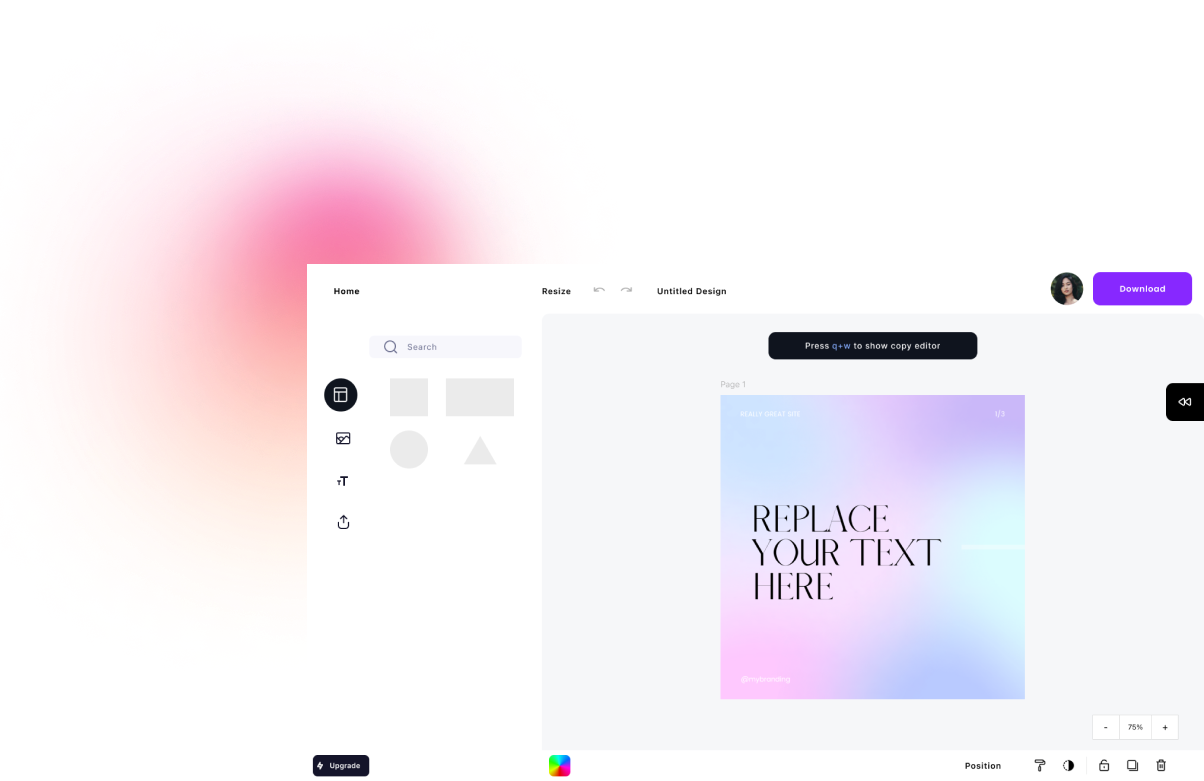 Home
Resize
Untitled Design
Download
Search
Press q+w to show copy editor
Page 1
REALLY GREAT SITE
1/3
REPLACE
YOUR TEXT
HERE
@mybranding
- 75% +
Upgrade
Position